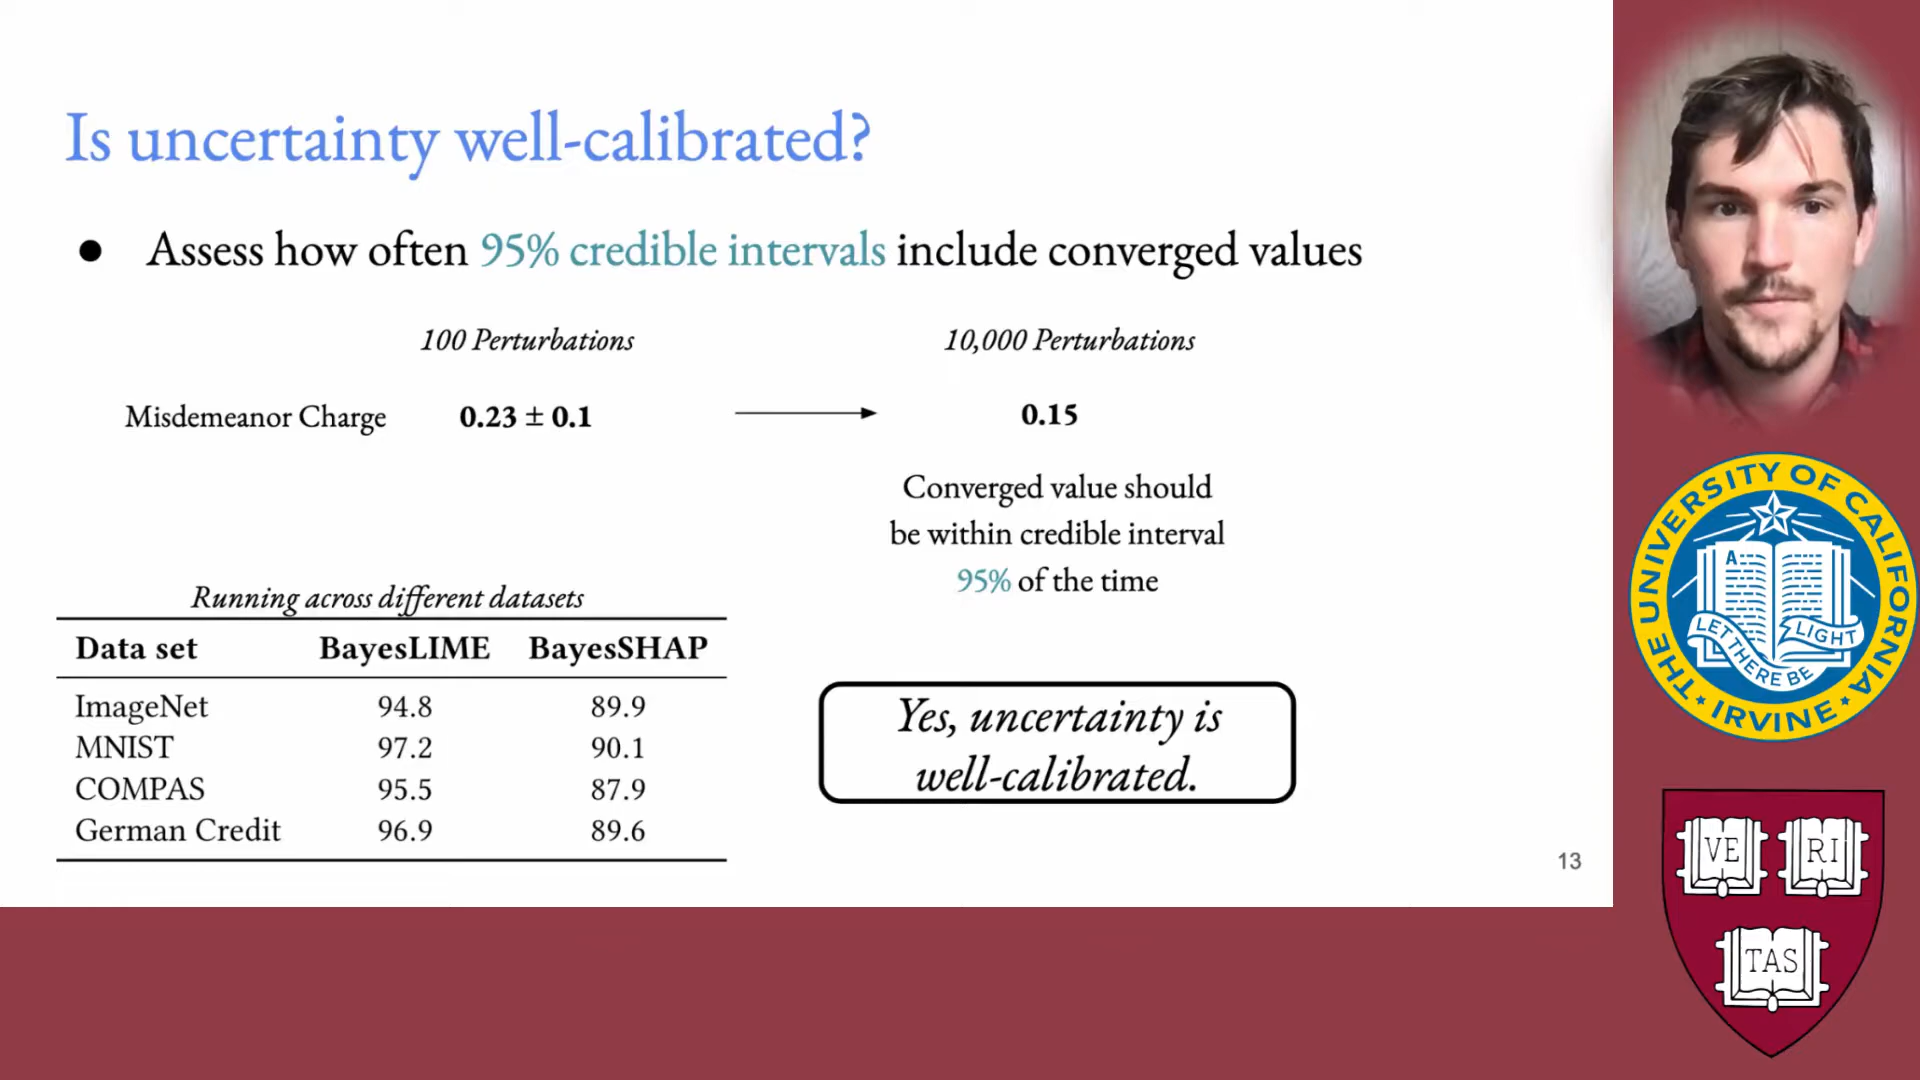 Is uncertainty well-calibrated?
● Assess how often 95% credible intervals include converged values
100 Perturbations
10,000 Perturbations
Misdemeanor Charge 0.23 ± 0.1
0.15
Converged value should
be within credible interval
95% of the time
Running across different datasets
Data set BayesLIME BayesSHAP
ImageNet 94.8 89.9
MNIST 97.2 90.1
COMPAS 95.5 87.9
German Credit 96.9 89.6
Yes, uncertainty is
well-calibrated.
13
THE UNIVERSITY OF CALIFORNIA
A
LET THERE BE LIGHT
IRVINE
VE RI
TAS